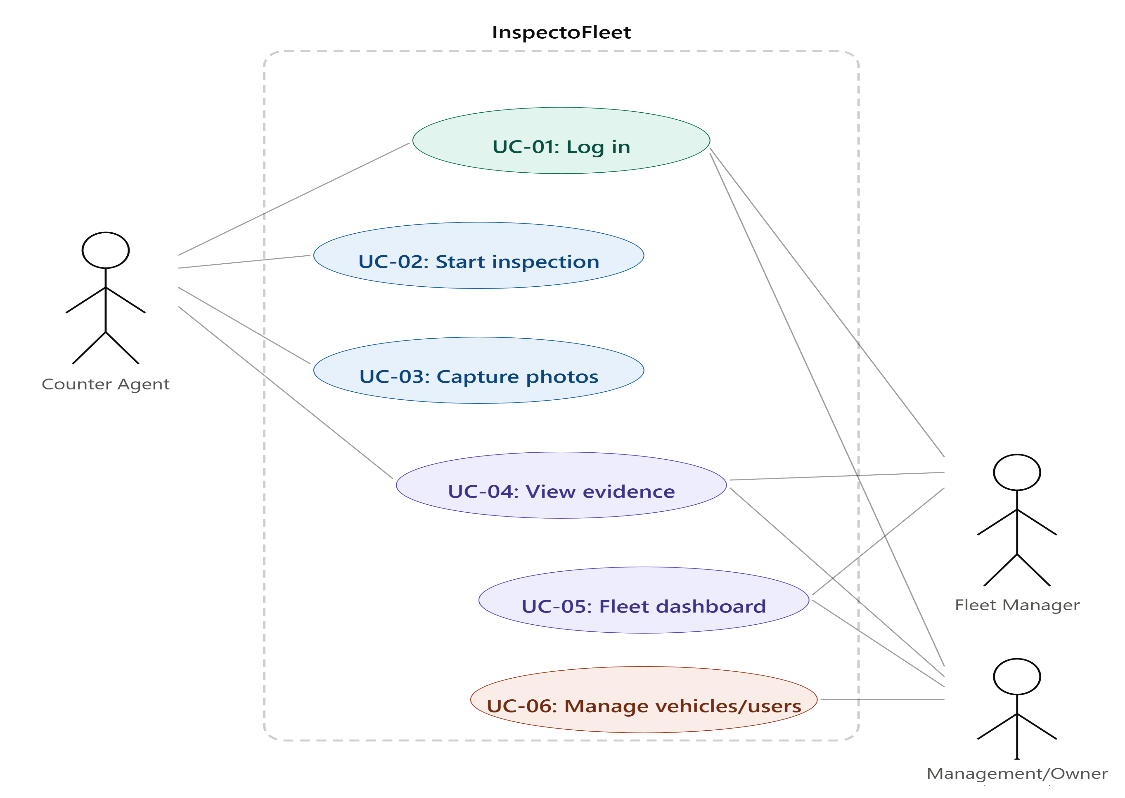 InspectoFleet
UC-01: Log in
UC-02: Start inspection
UC-03: Capture photos
Counter Agent
UC-04: View evidence
UC-05: Fleet dashboard
Fleet Manager
UC-06: Manage vehicles/users
Management/Owner